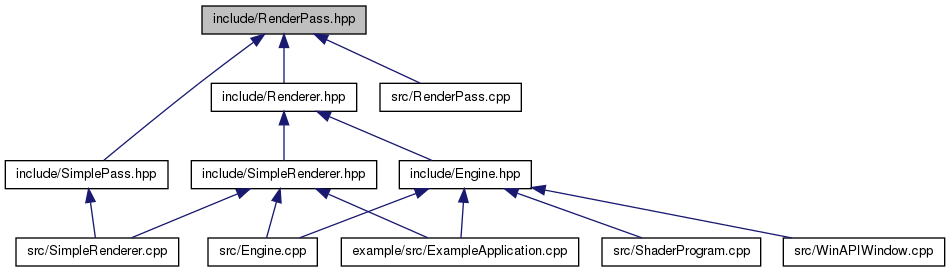 include/RenderPass.hpp
include/Renderer.hpp
src/RenderPass.cpp
include/SimplePass.hpp
include/SimpleRenderer.hpp
include/Engine.hpp
src/SimpleRenderer.cpp
src/Engine.cpp
example/src/ExampleApplication.cpp
src/ShaderProgram.cpp
src/WinAPIWindow.cpp